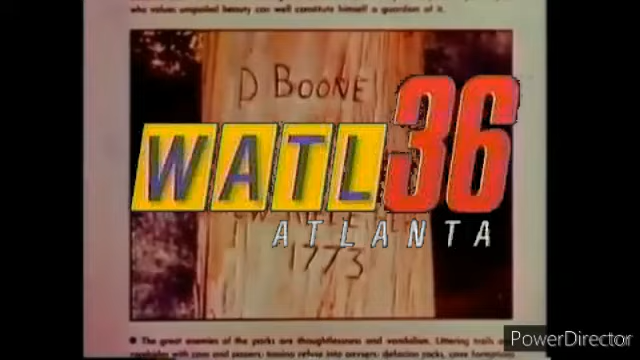 who values unspoiled beauty can well constitute himself a guardian of it.
D BOONE
WATL 36
ATLANTA
1773
● The great enemies of the parks are thoughtlessness and vandalism. Littering trails
PowerDirector